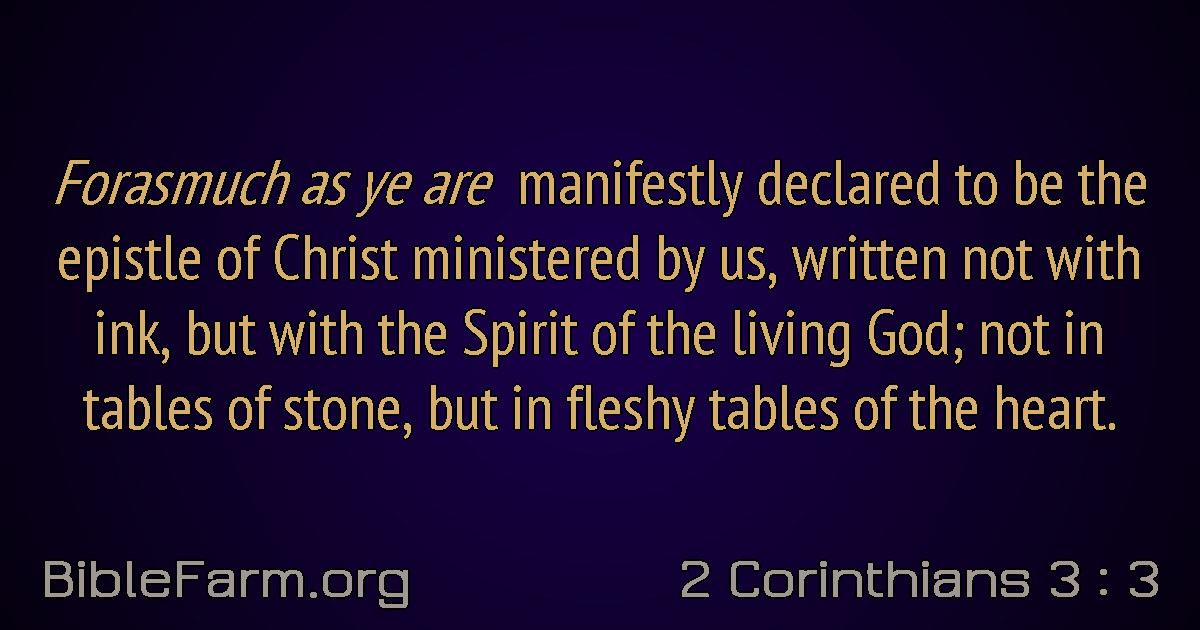 Forasmuch as ye are manifestly declared to be the
epistle of Christ ministered by us, written not with
ink, but with the Spirit of the living God; not in
tables of stone, but in fleshy tables of the heart.
BibleFarm.org
2 Corinthians 3 : 3